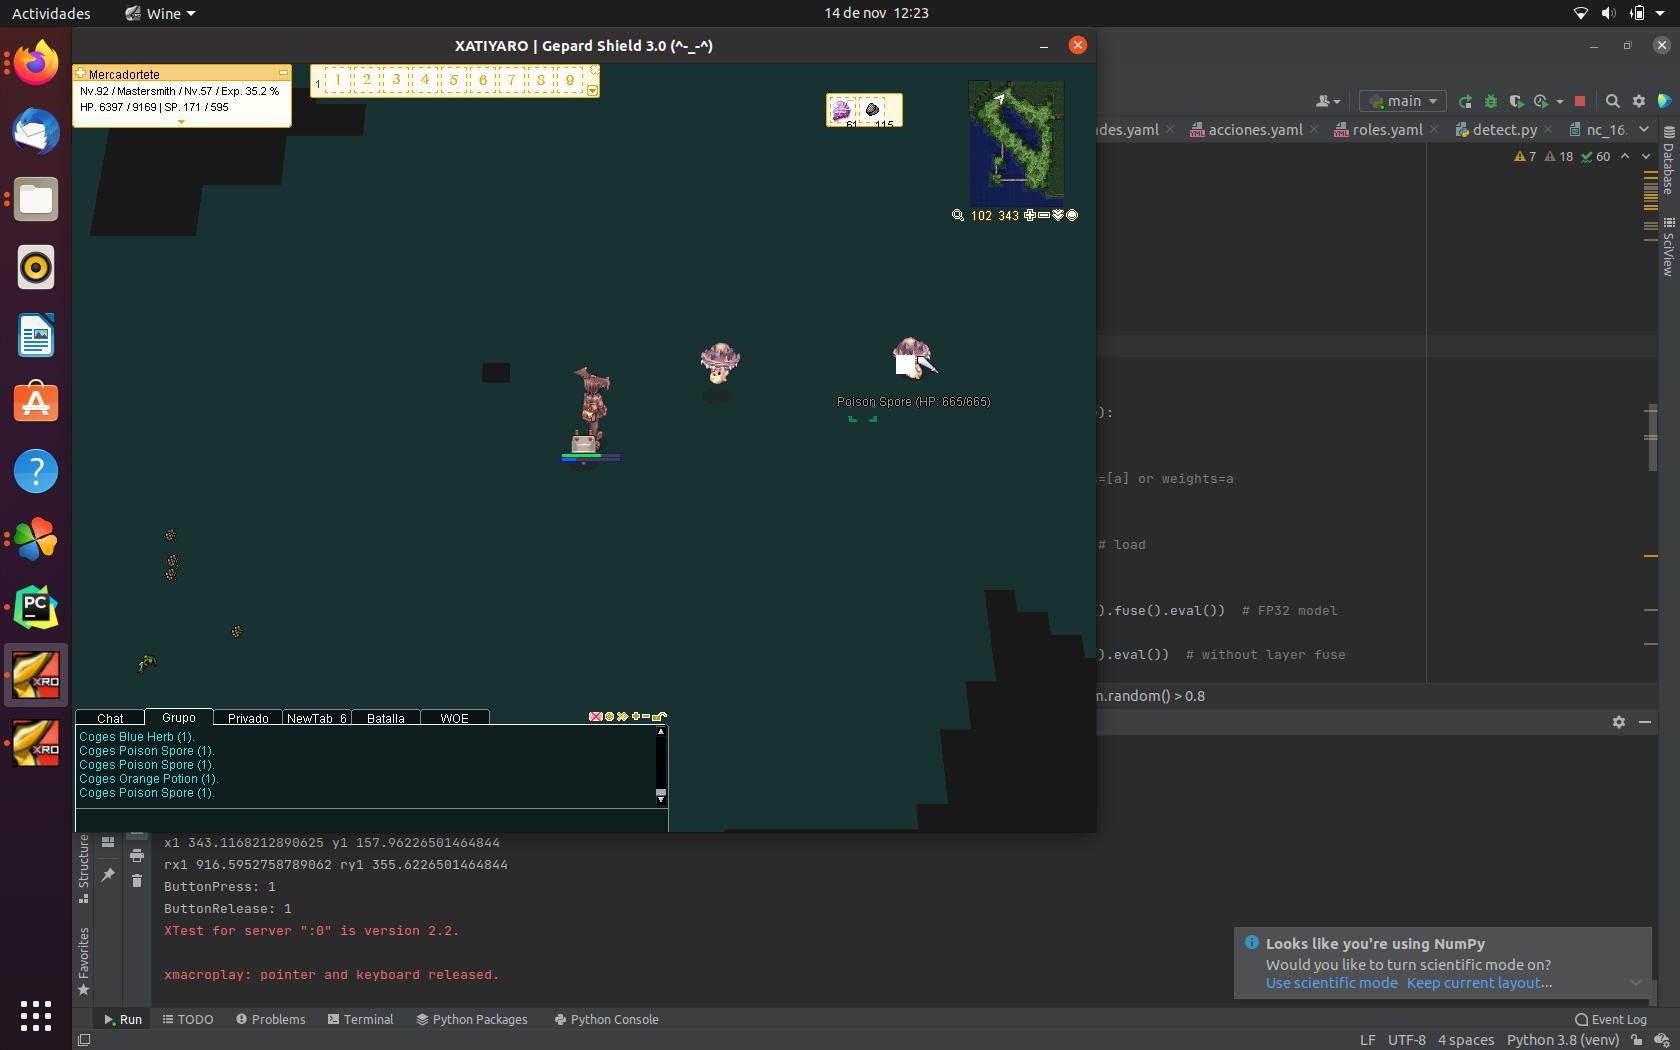 Actividades
Wine
14 de nov 12:23
XATIYARO | Gepard Shield 3.0 (^-_-^)
Mercadortete
Nv.92 / Mastersmith / Nv.57 / Exp. 35.2 %
HP. 6397 / 9169 | SP. 171 / 595
1 1 2 3 4 5 6 7 8 9
61 115
102 343
main
des.yaml
acciones.yaml
roles.yaml
detect.py
nc_16.
7 18 60
Database
SciView
Poison Spore (HP: 665/665)
):
=[a] or weights=a
# load
).fuse().eval()) # FP32 model
).eval()) # without layer fuse
m.random() > 0.8
PC
XRO
XRO
Chat Grupo Privado NewTab_6 Batalla WOE
Coges Blue Herb (1).
Coges Poison Spore (1).
Coges Poison Spore (1).
Coges Orange Potion (1).
Coges Poison Spore (1).
Structure
Favorites
x1 343.1168212890625 y1 157.96226501464844
rx1 916.5952758789062 ry1 355.6226501464844
ButtonPress: 1
ButtonRelease: 1
XTest for server ":0" is version 2.2.
xmacroplay: pointer and keyboard released.
Looks like you're using NumPy
Would you like to turn scientific mode on?
Use scientific mode Keep current layout...
Run TODO Problems Terminal Python Packages Python Console
Event Log
LF UTF-8 4 spaces Python 3.8 (venv)